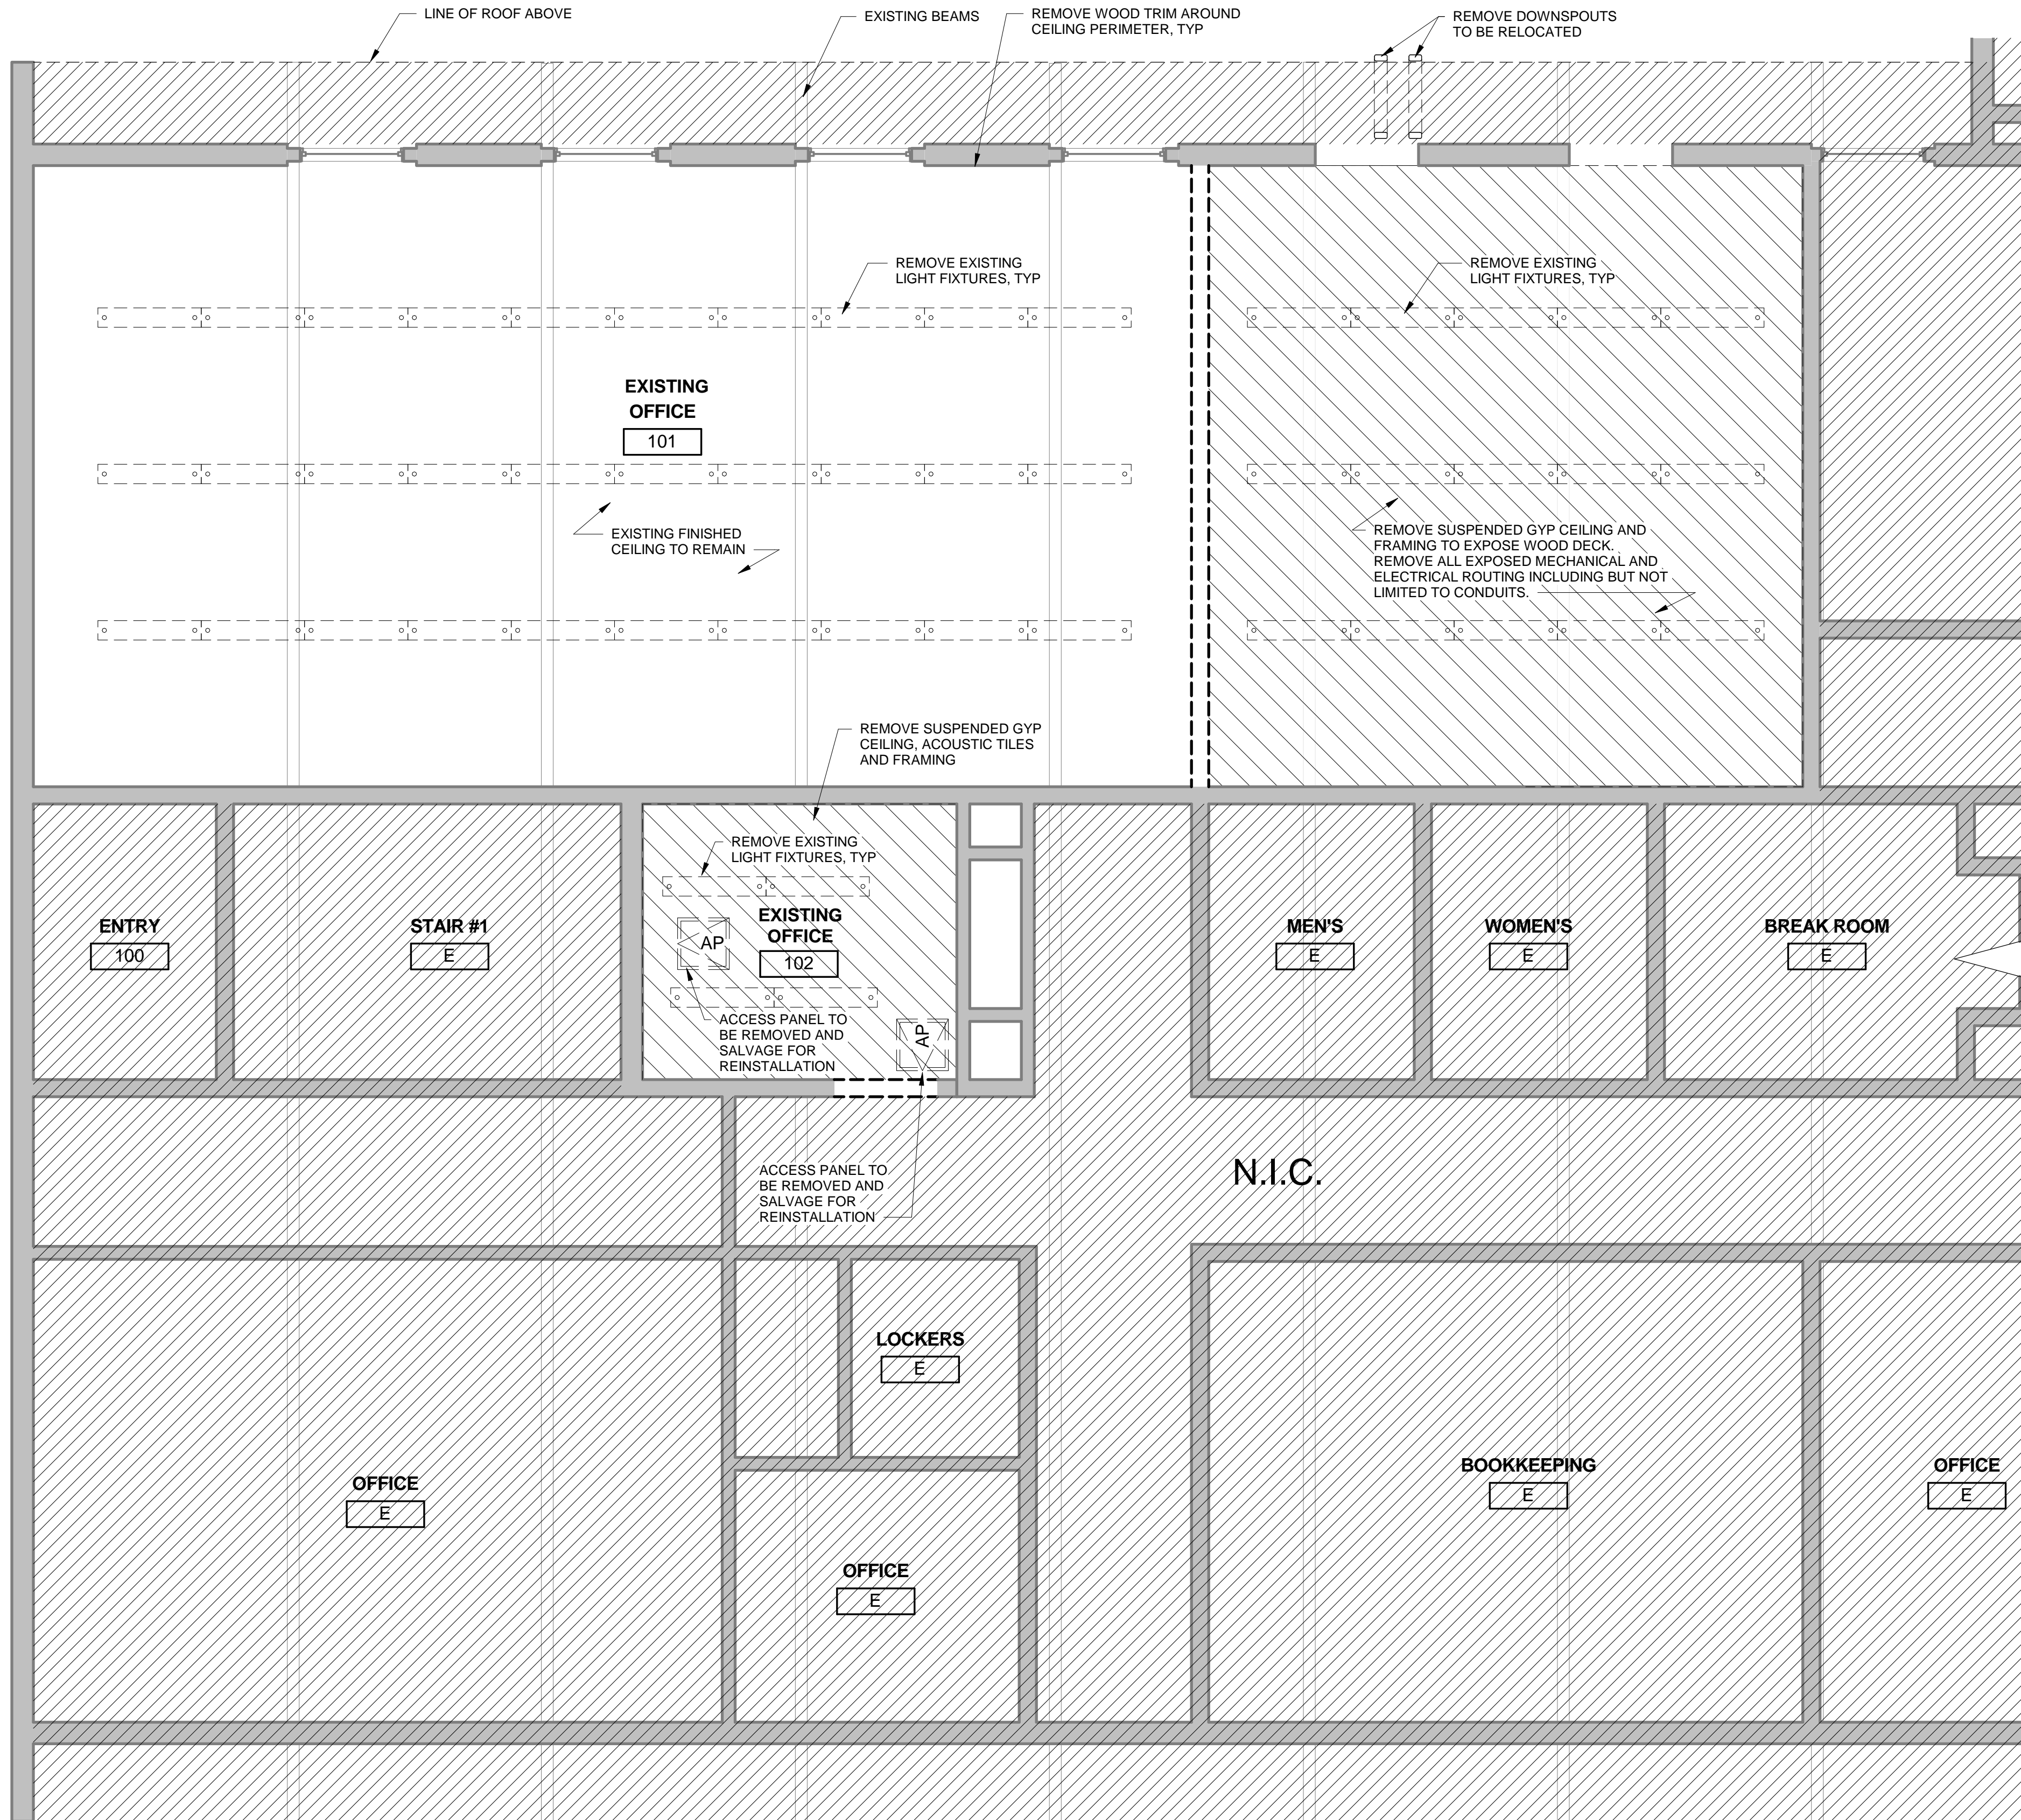 LINE OF ROOF ABOVE
EXISTING BEAMS
REMOVE WOOD TRIM AROUND
CEILING PERIMETER, TYP
REMOVE DOWNSPOUTS
TO BE RELOCATED
REMOVE EXISTING
LIGHT FIXTURES, TYP
REMOVE EXISTING
LIGHT FIXTURES, TYP
EXISTING
OFFICE
101
EXISTING FINISHED
CEILING TO REMAIN
REMOVE SUSPENDED GYP CEILING AND
FRAMING TO EXPOSE WOOD DECK.
REMOVE ALL EXPOSED MECHANICAL AND
ELECTRICAL ROUTING INCLUDING BUT NOT
LIMITED TO CONDUITS.
REMOVE SUSPENDED GYP
CEILING, ACOUSTIC TILES
AND FRAMING
REMOVE EXISTING
LIGHT FIXTURES, TYP
ENTRY
100
STAIR #1
E
AP
EXISTING
OFFICE
102
MEN'S
E
WOMEN'S
E
BREAK ROOM
E
ACCESS PANEL TO
BE REMOVED AND
SALVAGE FOR
REINSTALLATION
AP
ACCESS PANEL TO
BE REMOVED AND
SALVAGE FOR
REINSTALLATION
N.I.C.
LOCKERS
E
OFFICE
E
OFFICE
E
BOOKKEEPING
E
OFFICE
E